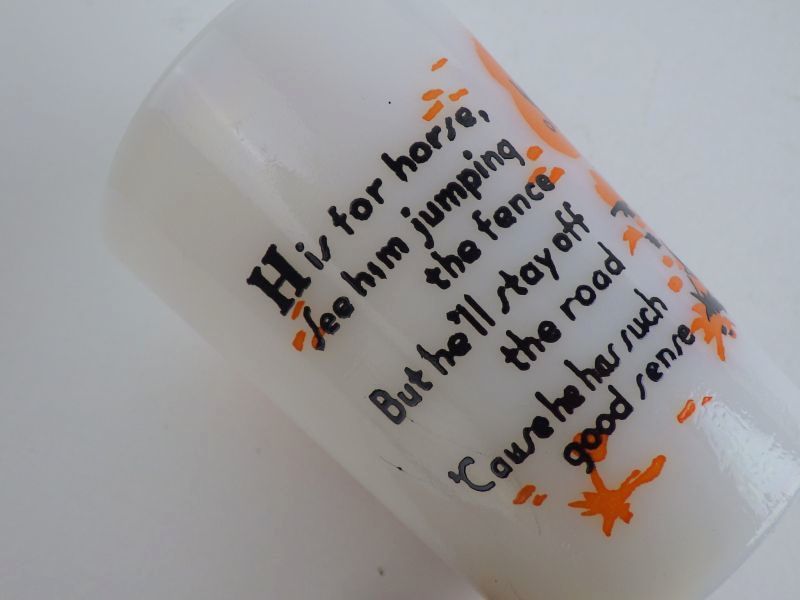 H is for horse,
see him jumping
the fence
But he'll stay off
the road
'Cause he has such
good sense